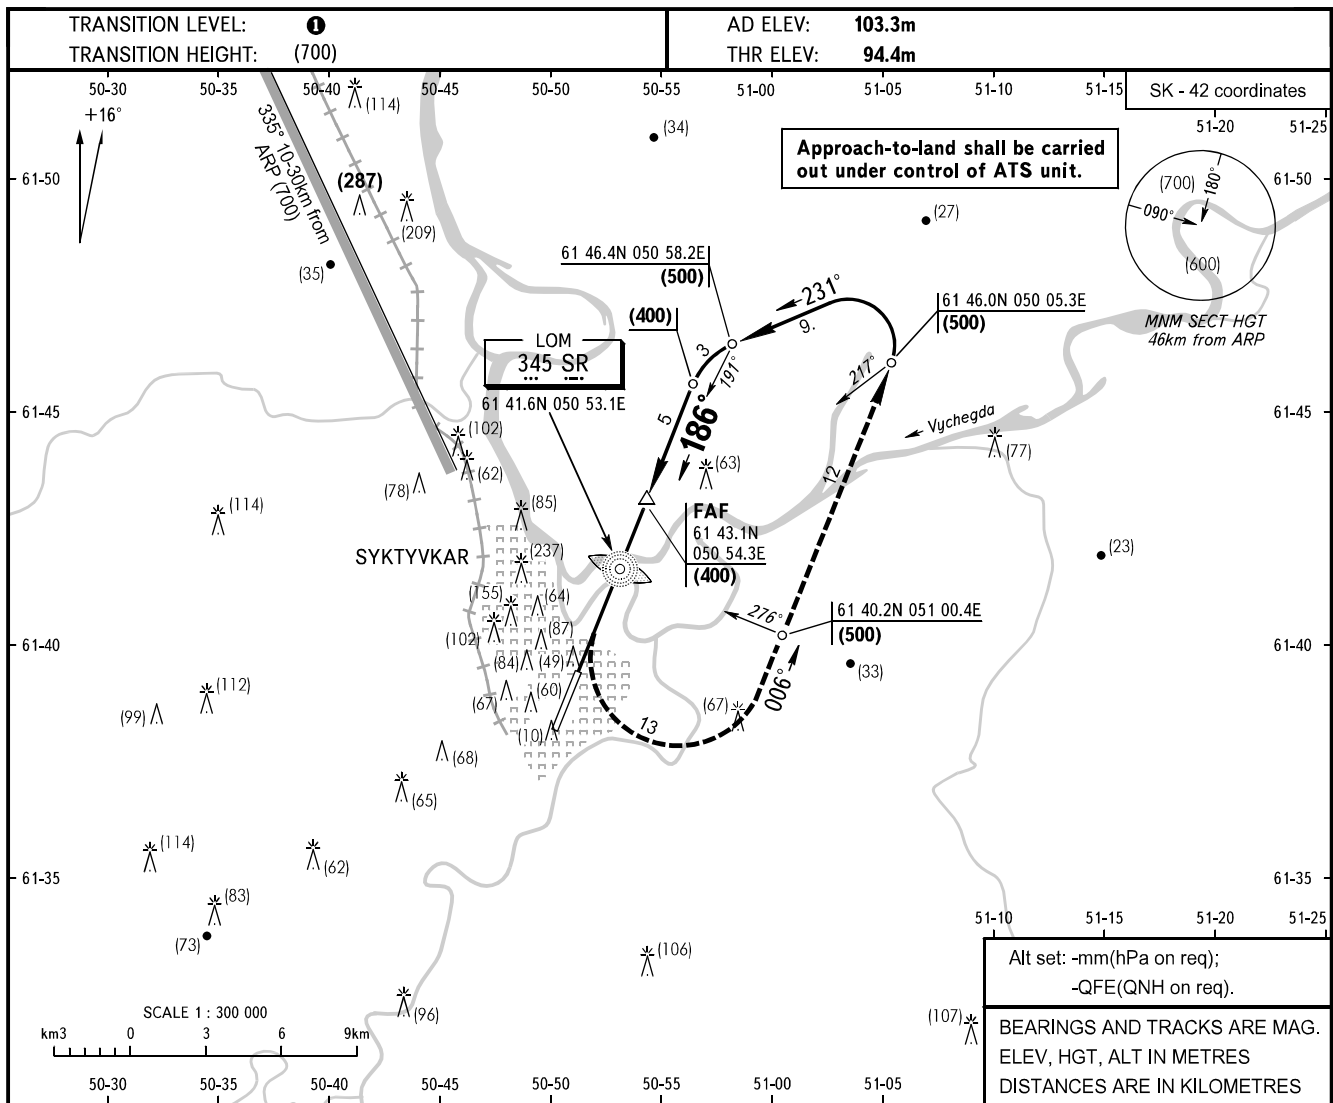 TRANSITION LEVEL: ❶
TRANSITION HEIGHT: (700)
AD ELEV: 103.3m
THR ELEV: 94.4m
50-30 50-35 50-40 50-45 50-50 50-55 51-00 51-05 51-10 51-15
SK - 42 coordinates
51-20 51-25
+16°
(114)
335° 10-30km from
ARP (700)
(34)
Approach-to-land shall be carried
out under control of ATS unit.
61-50
61-50
(287)
(209)
(35)
(27)
(700)
180°
090°
(600)
MNM SECT HGT
46km from ARP
61 46.4N 050 58.2E
(500)
231°
9.
61 46.0N 050 05.3E
(500)
(400)
3
191°
217°
LOM
345 SR
61 41.6N 050 53.1E
61-45
61-45
5
186°
Vychegda
(102)
(62)
(78)
(63)
(77)
12
(114)
(85)
FAF
61 43.1N
050 54.3E
(400)
SYKTYVKAR
(237)
(23)
(155)
(64)
276°
61 40.2N 051 00.4E
(500)
(102)
(87)
61-40
61-40
(84)
(49)
(33)
(112)
(99)
(67)
(60)
(67)
006°
(10)
13
(68)
(65)
(114)
(62)
61-35
61-35
(83)
(73)
51-10 51-15 51-20 51-25
(106)
Alt set: -mm(hPa on req);
-QFE(QNH on req).
SCALE 1 : 300 000
km3 0 3 6 9km
(96)
(107)
BEARINGS AND TRACKS ARE MAG.
ELEV, HGT, ALT IN METRES
DISTANCES ARE IN KILOMETRES
50-30 50-35 50-40 50-45 50-50 50-55 51-00 51-05